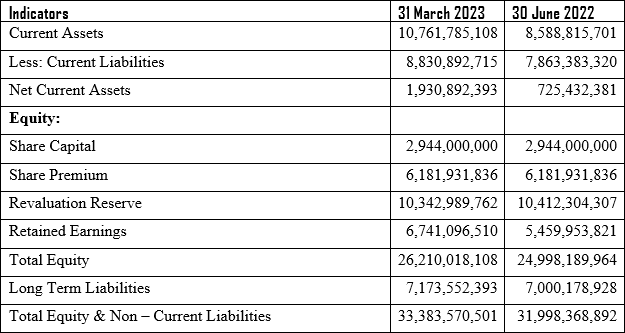 Indicators 31 March 2023 30 June 2022
Current Assets 10,761,785,108 8,588,815,701
Less: Current Liabilities 8,830,892,715 7,863,383,320
Net Current Assets 1,930,892,393 725,432,381
Equity:
Share Capital 2,944,000,000 2,944,000,000
Share Premium 6,181,931,836 6,181,931,836
Revaluation Reserve 10,342,989,762 10,412,304,307
Retained Earnings 6,741,096,510 5,459,953,821
Total Equity 26,210,018,108 24,998,189,964
Long Term Liabilities 7,173,552,393 7,000,178,928
Total Equity & Non – Current Liabilities 33,383,570,501 31,998,368,892